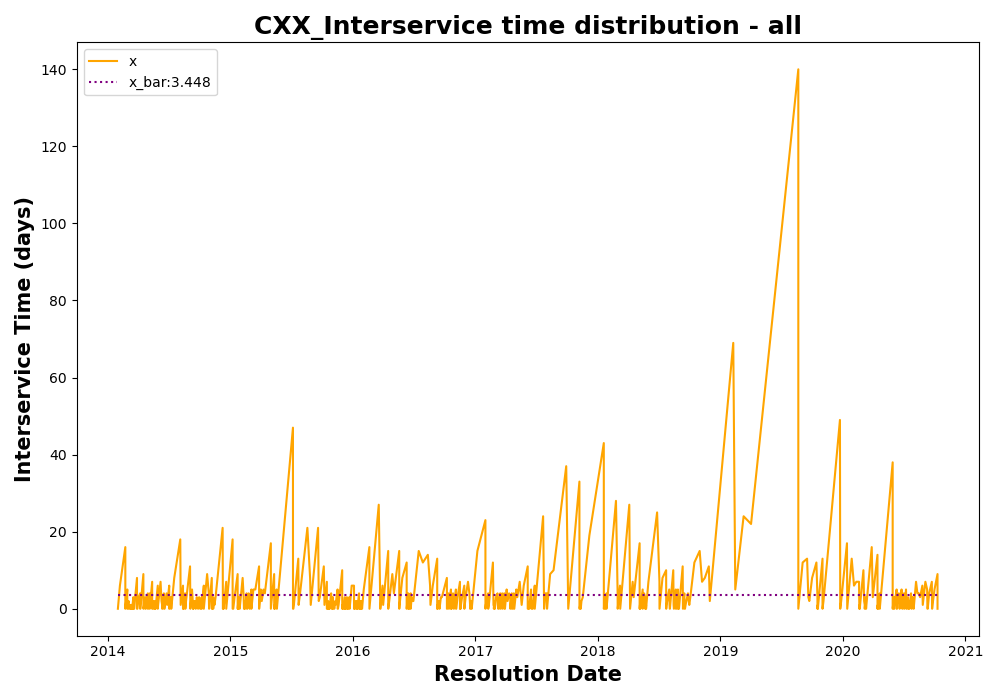 CXX_Interservice time distribution - all
x
x_bar:3.448
Interservice Time (days)
140
120
100
80
60
40
20
0
2014 2015 2016 2017 2018 2019 2020 2021
Resolution Date